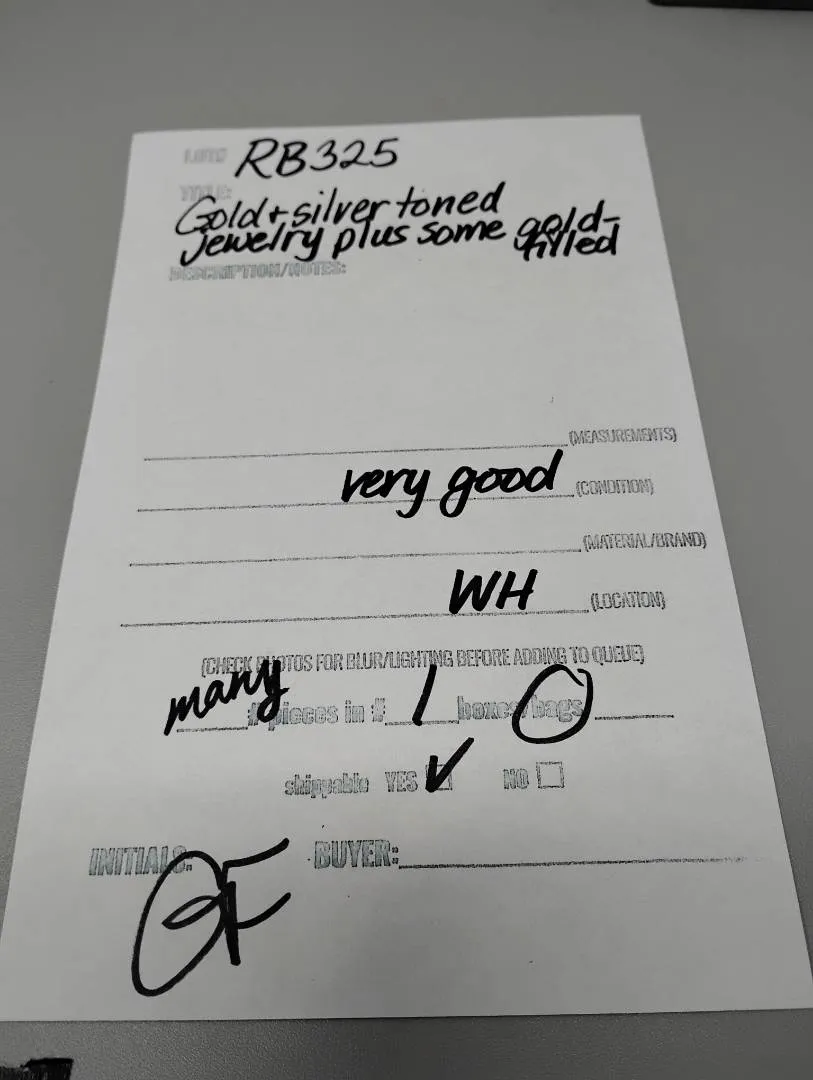 LOT# RB325
TITLE:
Gold + silver toned
jewelry plus some gold-
filled
DESCRIPTION/NOTES:
(MEASUREMENTS)
very good (CONDITION)
(MATERIAL/BRAND)
WH (LOCATION)
(CHECK PHOTOS FOR BLUR/LIGHTING BEFORE ADDING TO QUEUE)
many # pieces in # 1 boxes/bags
shippable YES ✓ NO
INITIALS: GF BUYER: